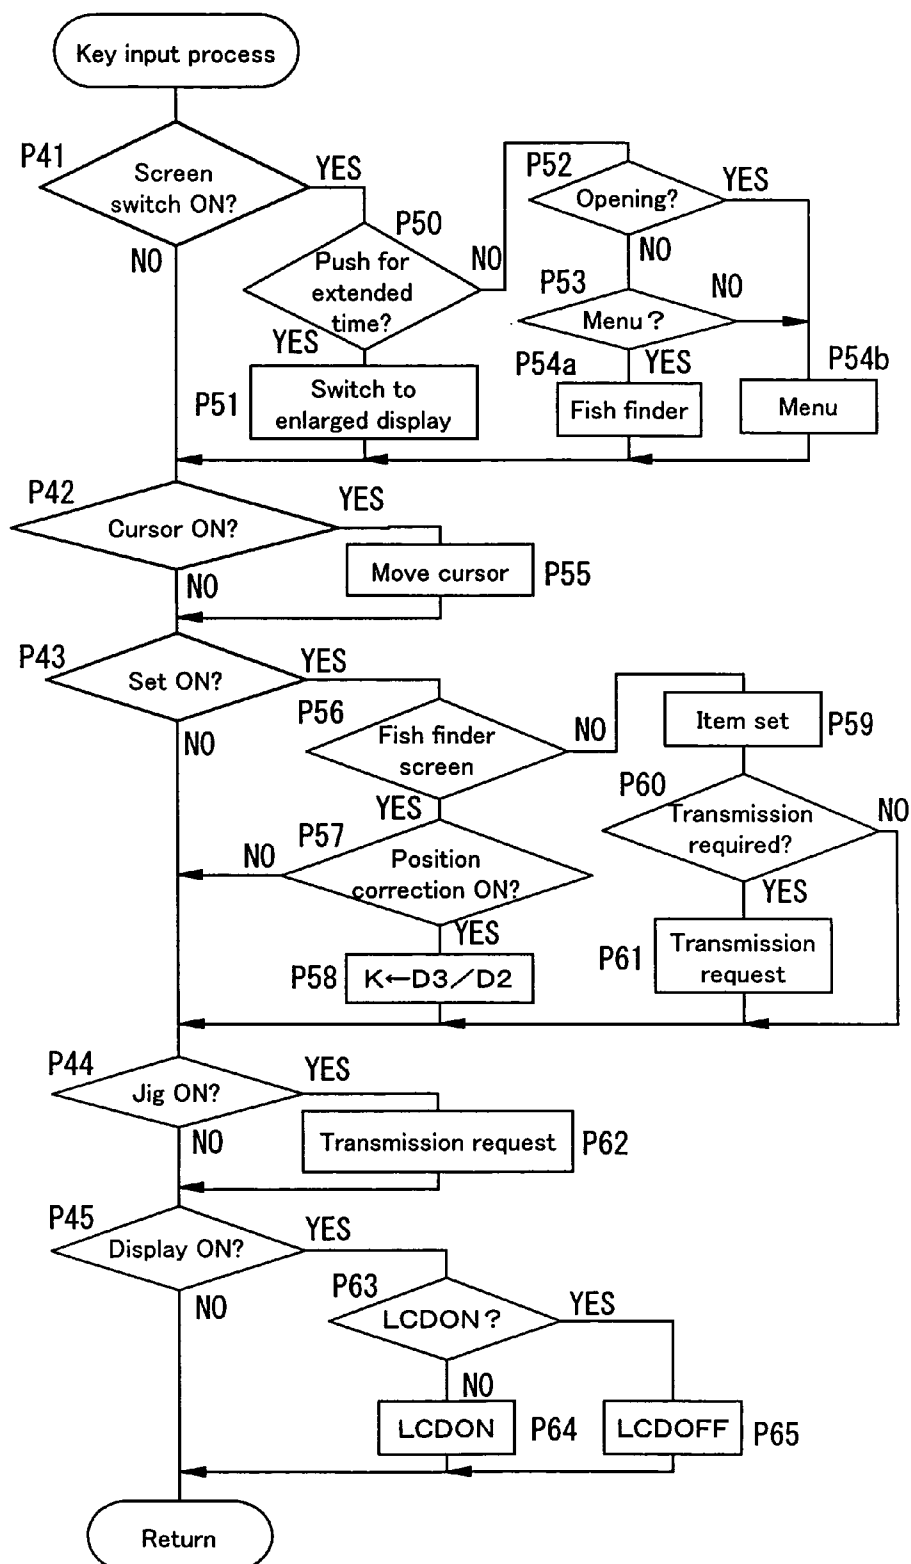 Key input process
P41
Screen
switch ON?
YES
NO
P50
Push for
extended
time?
NO
YES
P52
Opening?
YES
NO
P53
Menu?
NO
YES
P51
Switch to
enlarged display
P54a
Fish finder
P54b
Menu
P42
Cursor ON?
YES
NO
Move cursor
P55
P43
Set ON?
YES
NO
P56
Fish finder
screen
NO
YES
Item set
P59
P60
Transmission
required?
NO
YES
P57
Position
correction ON?
NO
YES
P58
K←D3/D2
P61
Transmission
request
P44
Jig ON?
YES
NO
Transmission request
P62
P45
Display ON?
YES
NO
P63
LCDON?
YES
NO
LCDON
P64
LCDOFF
P65
Return